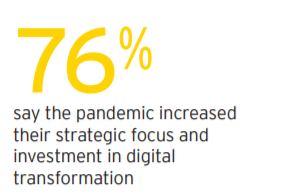 76%
say the pandemic increased
their strategic focus and
investment in digital
transformation